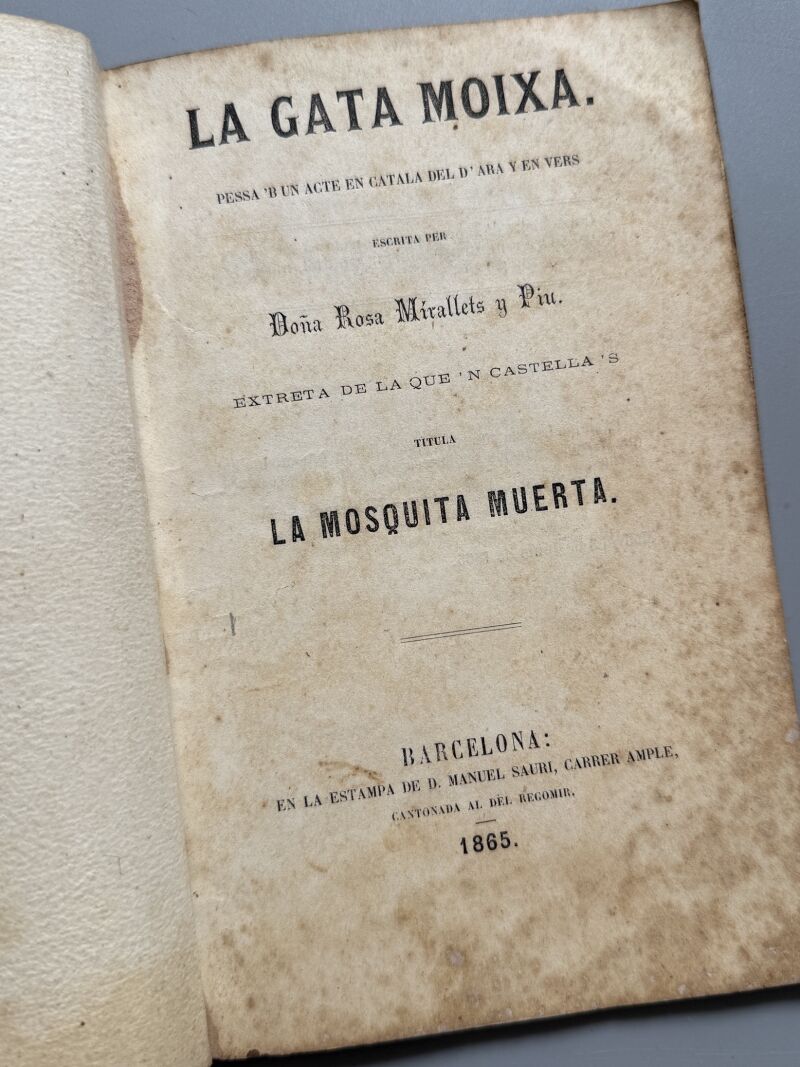 LA GATA MOIXA.
PESSA 'B UN ACTE EN CATALA DEL D' ARA Y EN VERS
ESCRITA PER
Doña Rosa Mirallets y Piu.
EXTRETA DE LA QUE 'N CASTELLA 'S
TITULA
LA MOSQUITA MUERTA.
BARCELONA:
EN LA ESTAMPA DE D. MANUEL SAURI, CARRER AMPLE,
CANTONADA AL DEL REGOMIR.
1865.